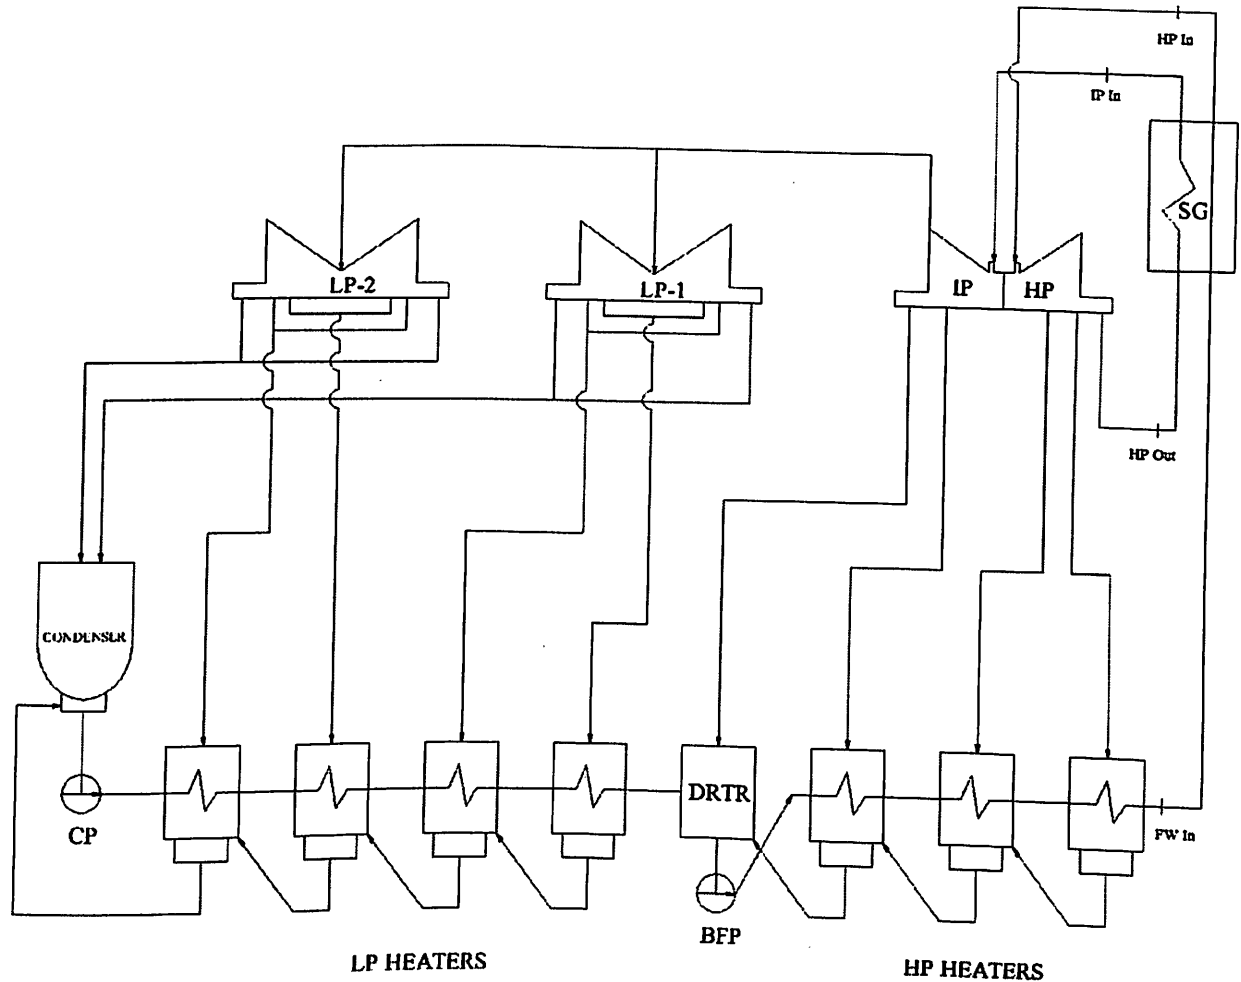 HP In
IP In
SG
LP-2
LP-1
IP
HP
HP Out
CONDENSER
DRTR
CP
FW In
BFP
LP HEATERS
HP HEATERS